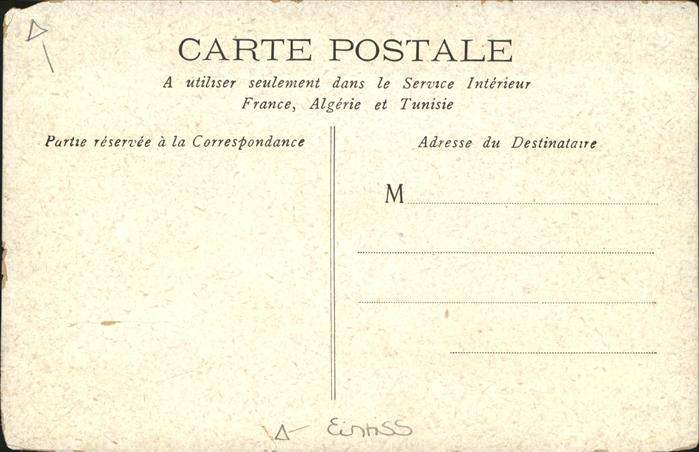 CARTE POSTALE
A utiliser seulement dans le Service Intérieur
France, Algérie et Tunisie
Partie réservée à la Correspondance
Adresse du Destinataire
M